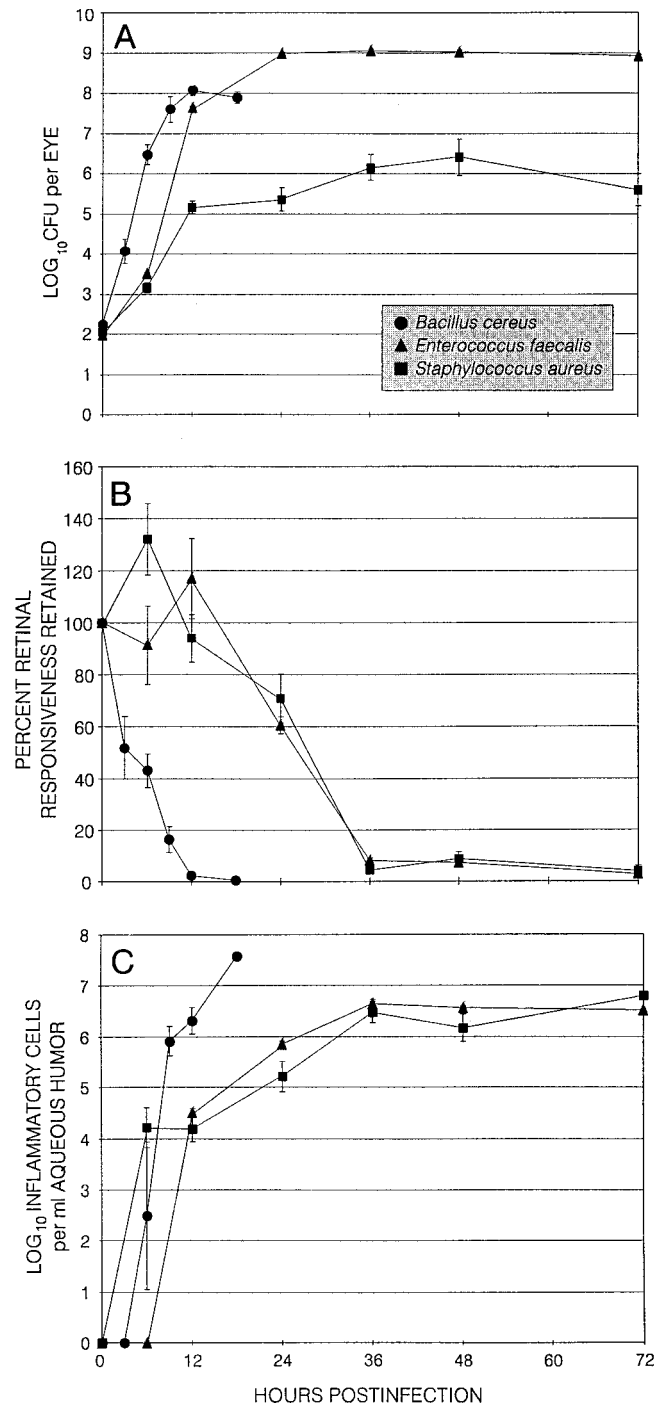 A
10
9
8
7
6
5
4
3
2
1
0
LOG10CFU per EYE
Bacillus cereus
Enterococcus faecalis
Staphylococcus aureus
B
160
140
120
100
80
60
40
20
0
PERCENT RETINAL
RESPONSIVENESS RETAINED
C
8
7
6
5
4
3
2
1
0
LOG10 INFLAMMATORY CELLS
per ml AQUEOUS HUMOR
0 12 24 36 48 60 72
HOURS POSTINFECTION